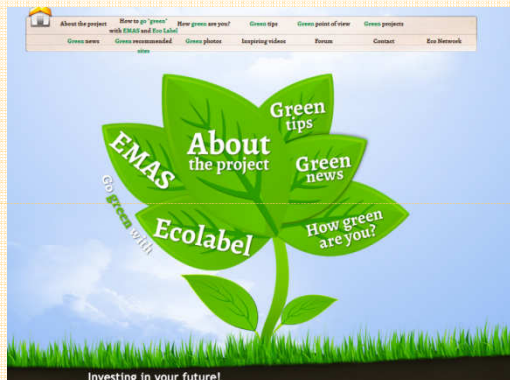 About the project
How to go "green"
with EMAS and Eco Label
How green are you?
Green tips
Green point of view
Green projects
Green news
Green recommended
sites
Green photos
Inspiring videos
Forum
Contact
Eco Network
Green
tips
About
the project
EMAS
Green
news
Go green with
Ecolabel
How green
are you?
Investing in your future!